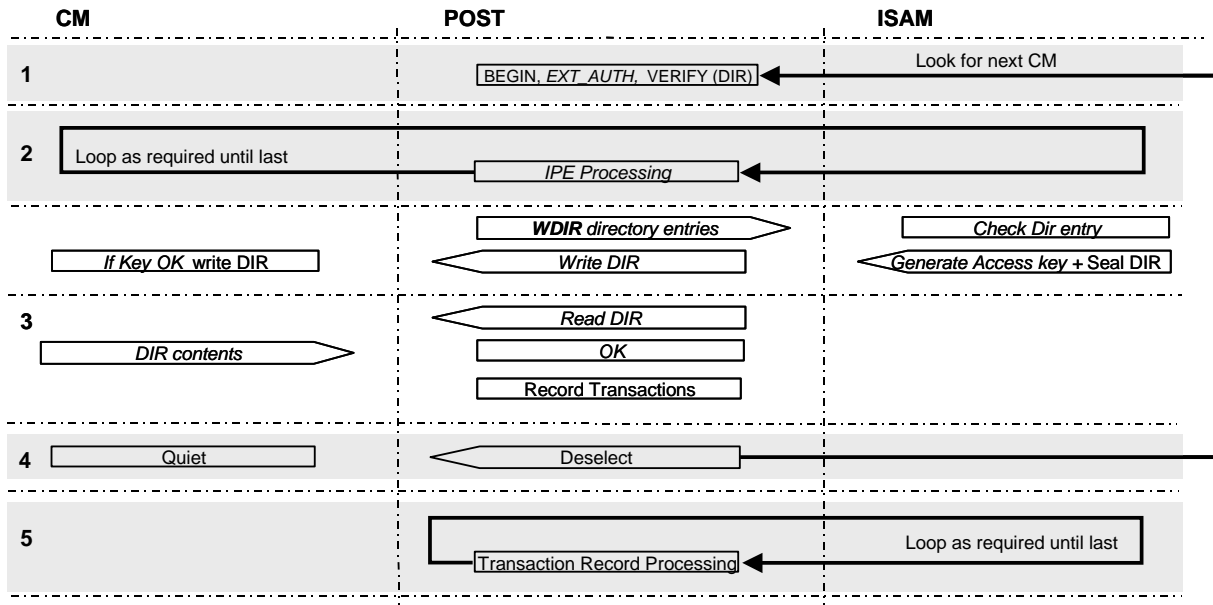 CM POST ISAM
Look for next CM
1 BEGIN, EXT_AUTH, VERIFY (DIR)
2 Loop as required until last
IPE Processing
WDIR directory entries Check Dir entry
If Key OK write DIR Write DIR Generate Access key + Seal DIR
3 Read DIR
DIR contents OK
Record Transactions
4 Quiet Deselect
5 Loop as required until last
Transaction Record Processing